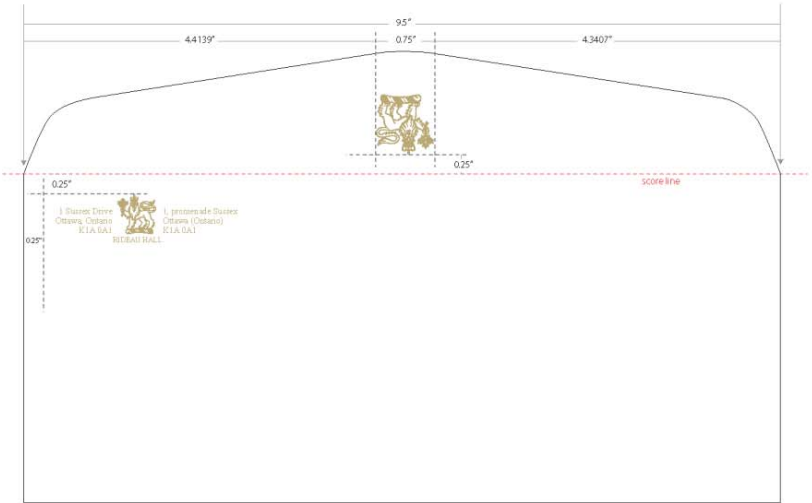 9.5"
4.4139"
0.75"
4.3407"
0.25"
score line
0.25"
1 Sussex Drive
Ottawa, Ontario
K1A 0A1
1, promenade Sussex
Ottawa (Ontario)
K1A 0A1
RIDEAU HALL
0.25"